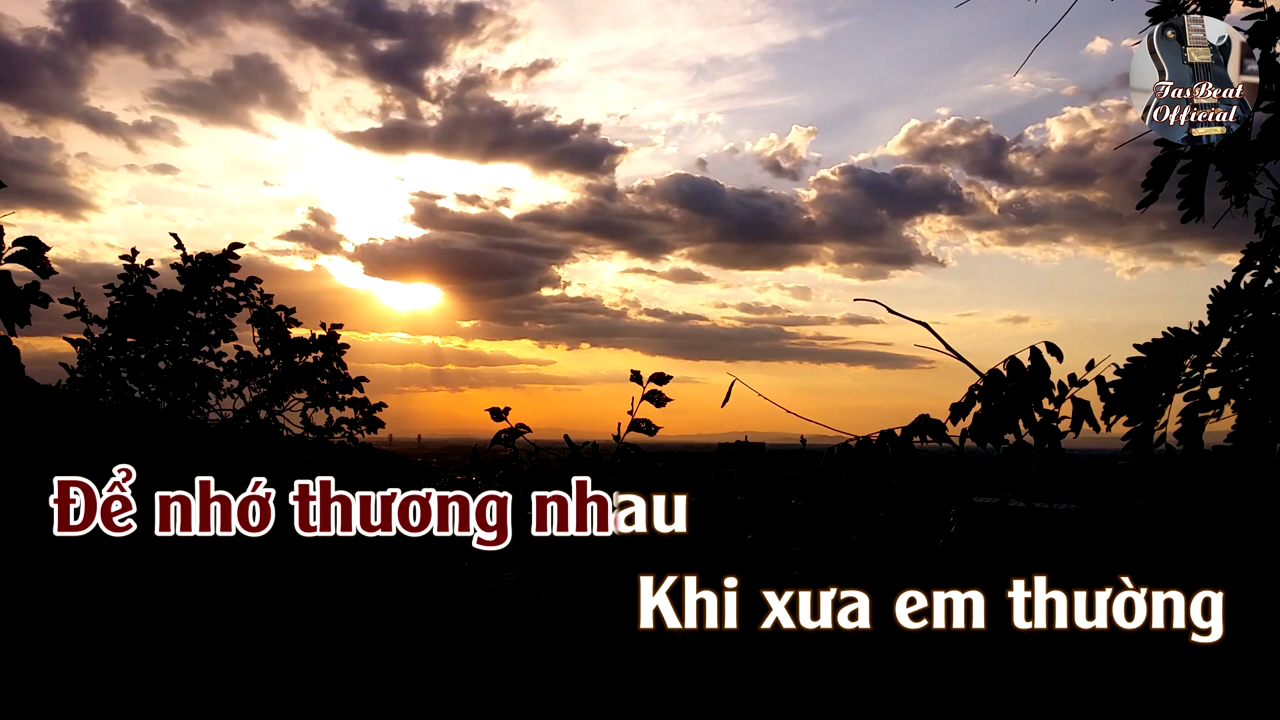 TasBeat
Official
Để nhớ thương nhau
Khi xưa em thường